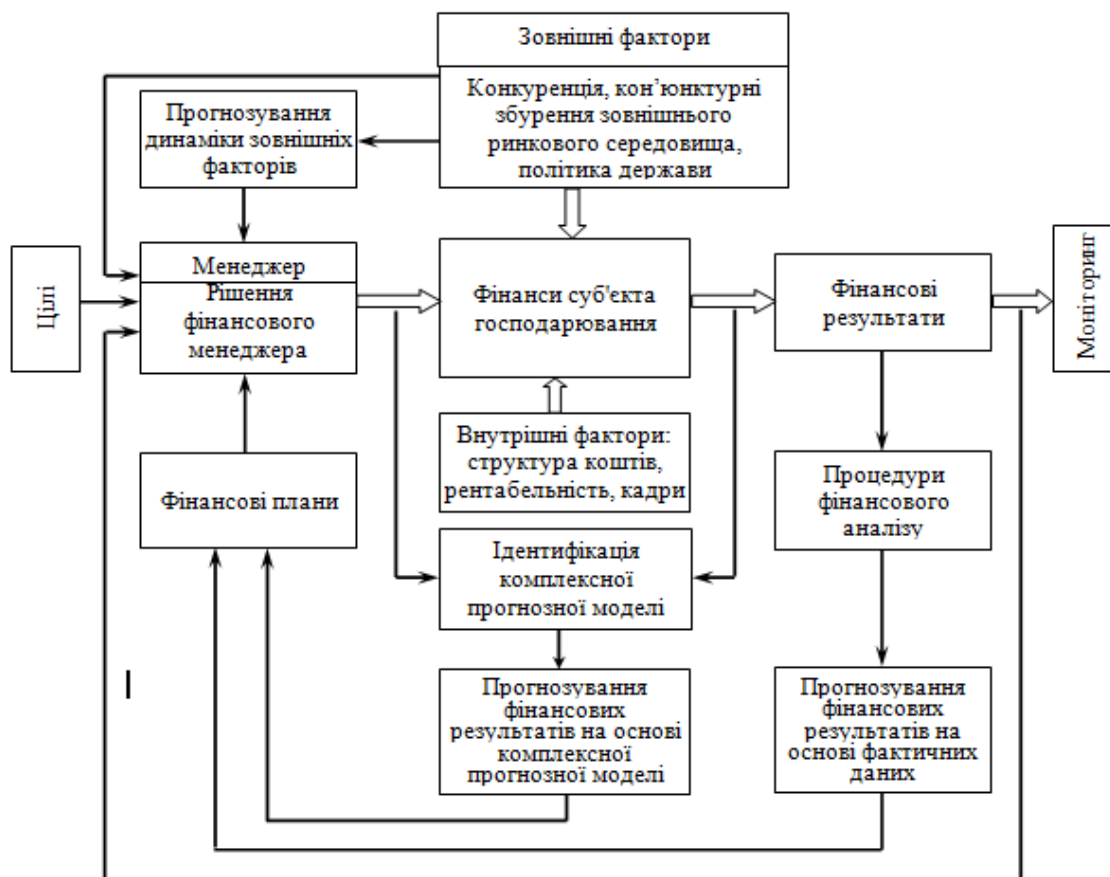 Зовнішні фактори
Конкуренція, кон’юнктурні
збурення зовнішнього
ринкового середовища,
політика держави
Прогнозування
динаміки зовнішніх
факторів
Цілі
Менеджер
Рішення
фінансового
менеджера
Фінанси суб'єкта
господарювання
Фінансові
результати
Моніторинг
Внутрішні фактори:
структура коштів,
рентабельність, кадри
Фінансові плани
Процедури
фінансового
аналізу
Ідентифікація
комплексної
прогнозної моделі
Прогнозування
фінансових
результатів на основі
комплексної
прогнозної моделі
Прогнозування
фінансових
результатів на
основі фактичних
даних